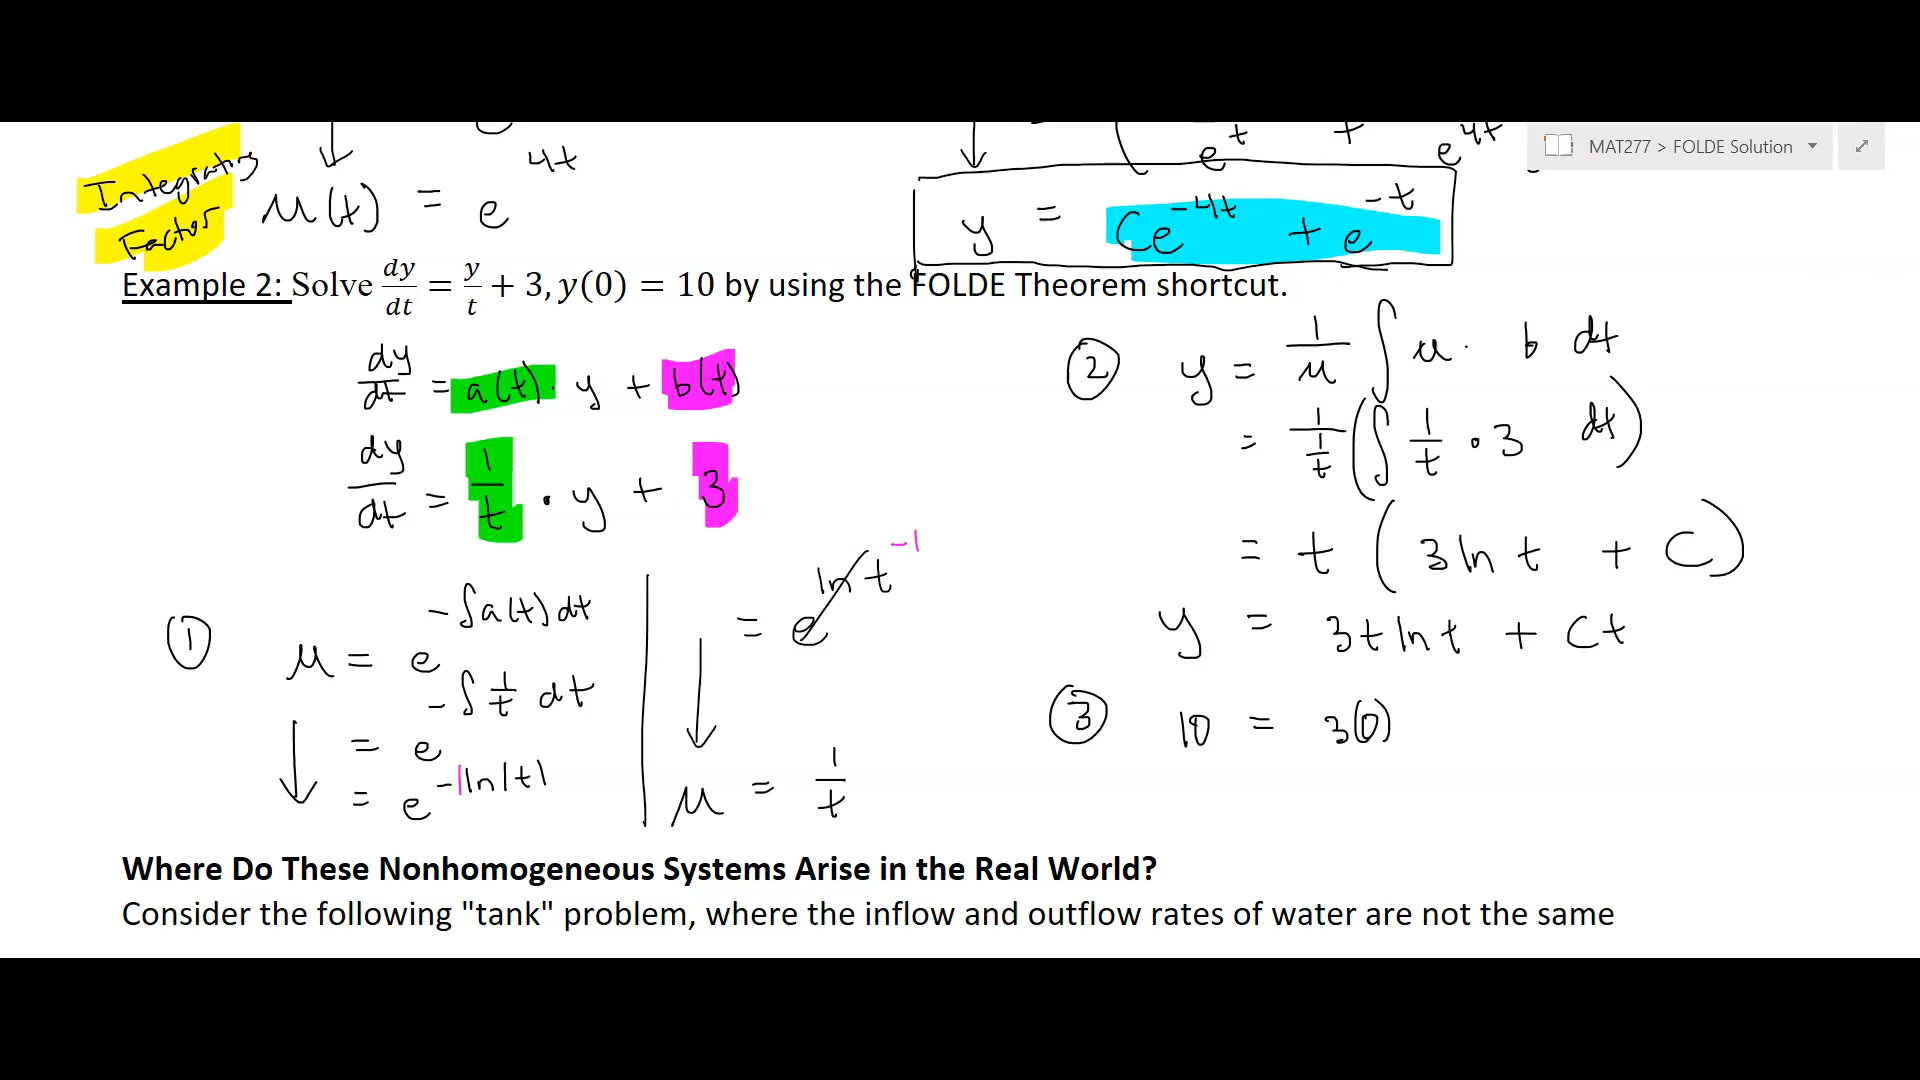 MAT277 > FOLDE Solution
e^t + e^4t
Integrating
Factor
μ(t) = e^4t
y = Ce^-4t + e^-t
Example 2: Solve dy/dt = y/t + 3, y(0) = 10 by using the FOLDE Theorem shortcut.
dy/dt = a(t) · y + b(t)
dy/dt = 1/t · y + 3
① μ = e^-∫a(t)dt
= e^-∫1/t dt
= e^-1ln|t|
= e^ln t^-1
μ = 1/t
② y = 1/μ ∫ μ · b dt
= 1/(1/t) (∫ 1/t · 3 dt)
= t (3 ln t + C)
y = 3t ln t + Ct
③ 10 = 3(0)
Where Do These Nonhomogeneous Systems Arise in the Real World?
Consider the following "tank" problem, where the inflow and outflow rates of water are not the same